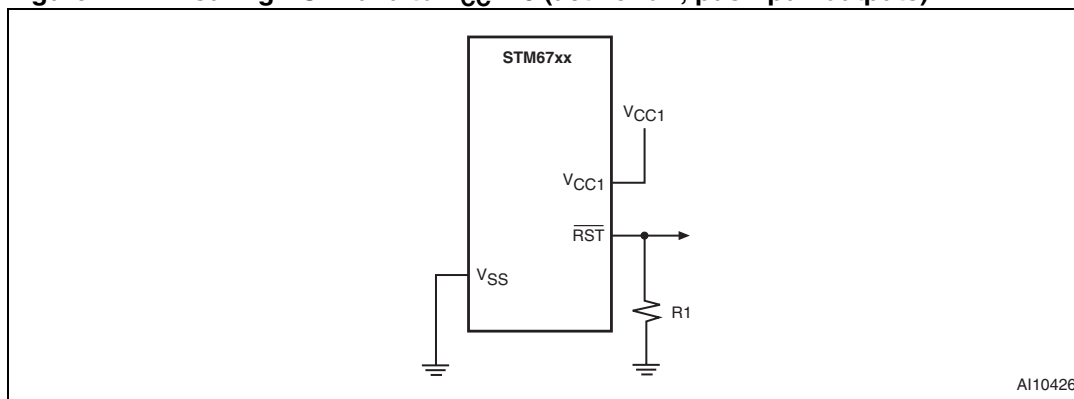 STM67xx
VCC1
VCC1
RST
VSS
R1
AI10426